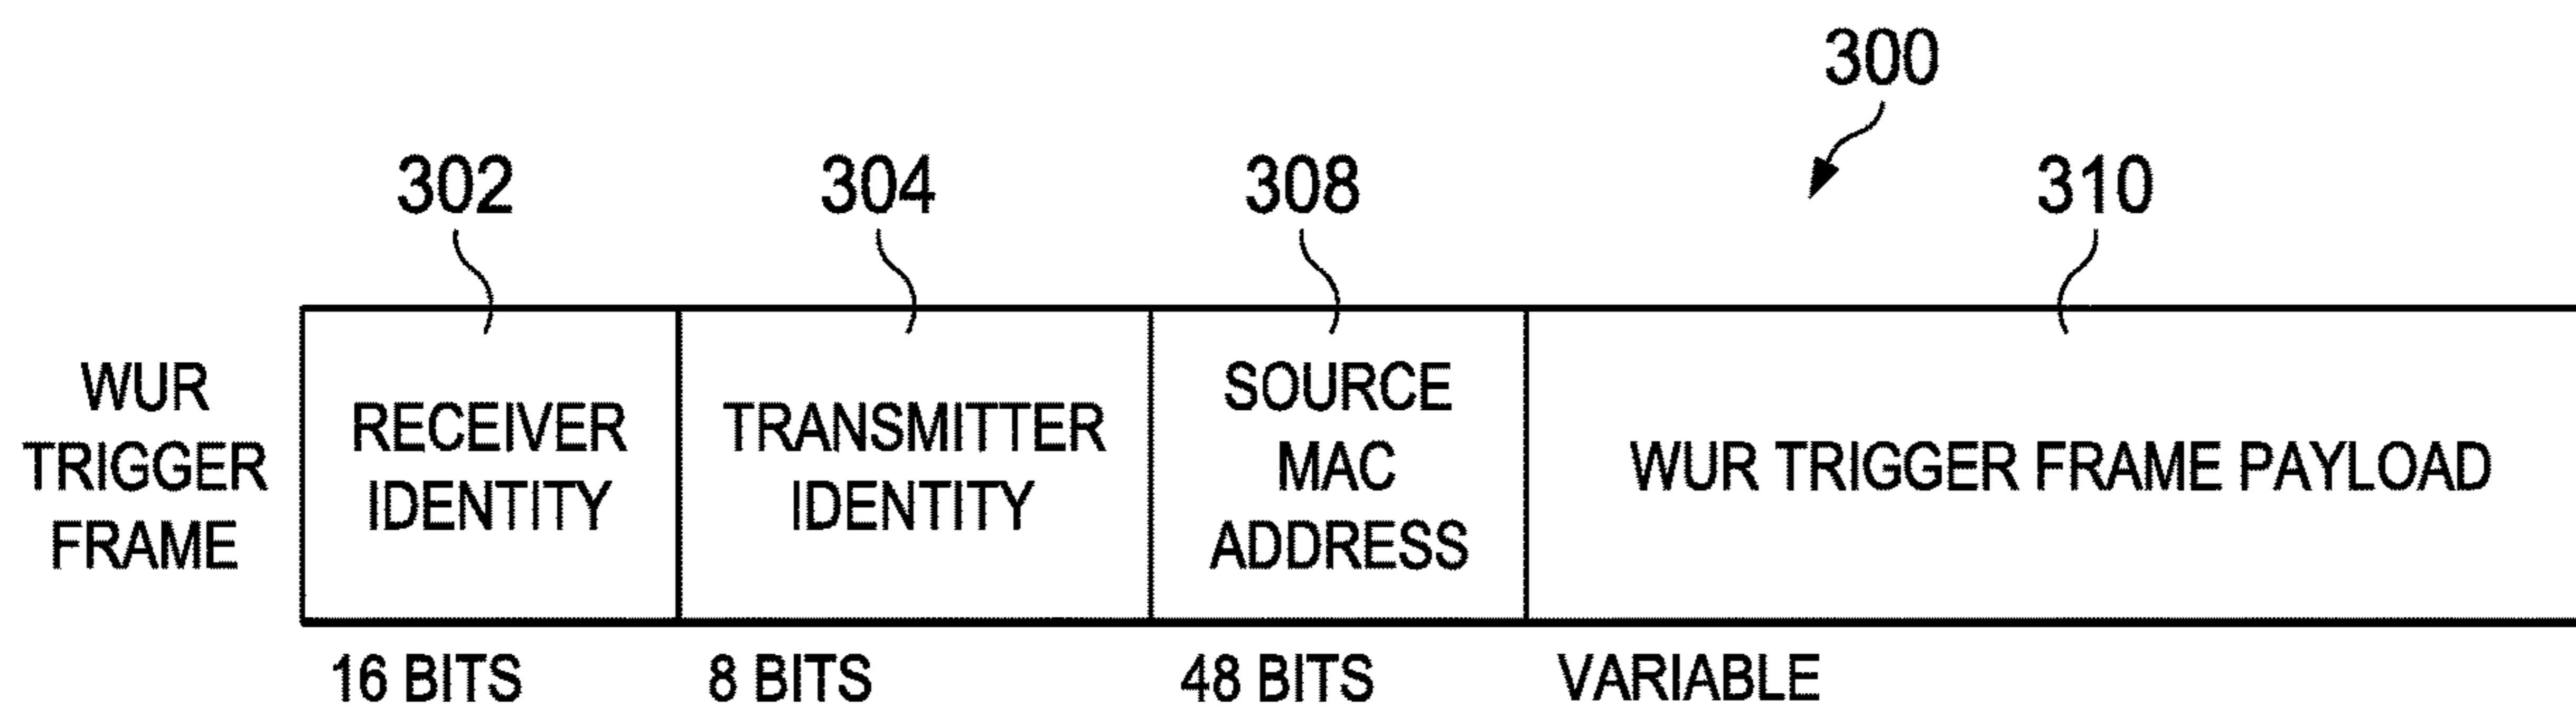 300
302
304
308
310
WUR
TRIGGER
FRAME
RECEIVER
IDENTITY
TRANSMITTER
IDENTITY
SOURCE
MAC
ADDRESS
WUR TRIGGER FRAME PAYLOAD
16 BITS
8 BITS
48 BITS
VARIABLE